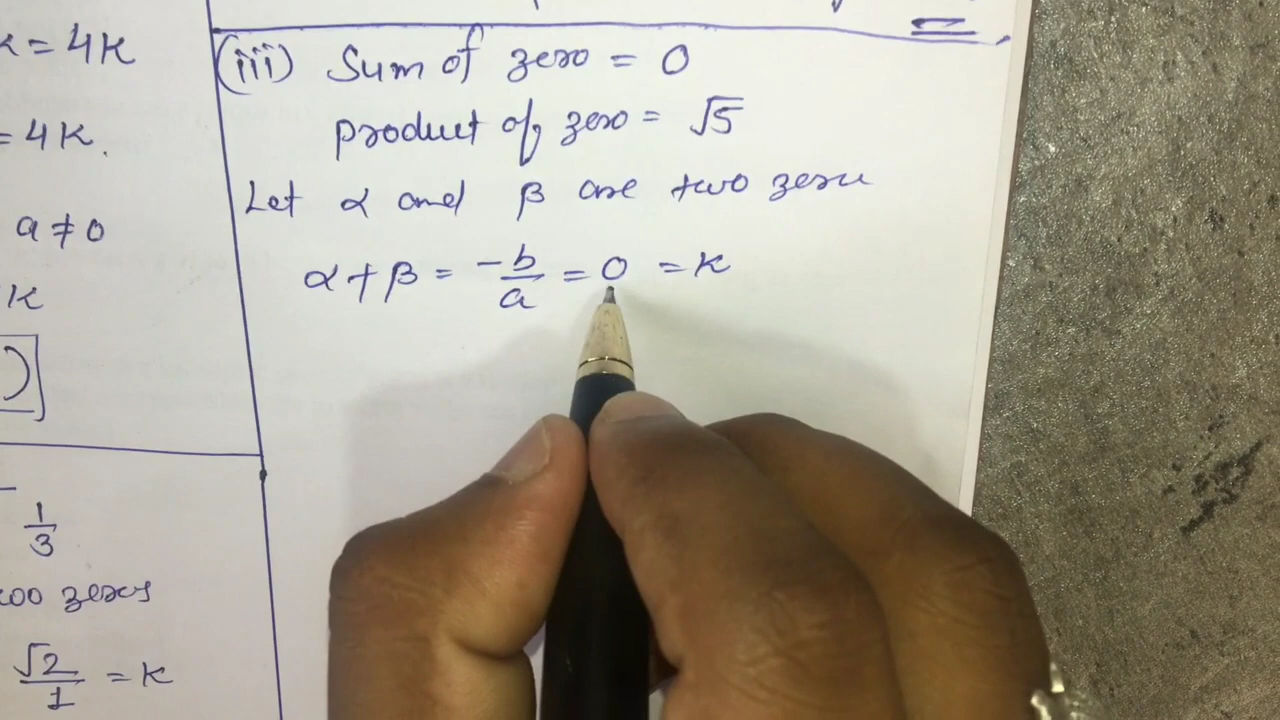 k = 4k
= 4k.
a ≠ 0
k
)]
1/3
zeros
√2/1 = k
(iii) Sum of zero = 0
product of zero = √5
Let α and β are two zero
α + β = -b/a = 0 = k